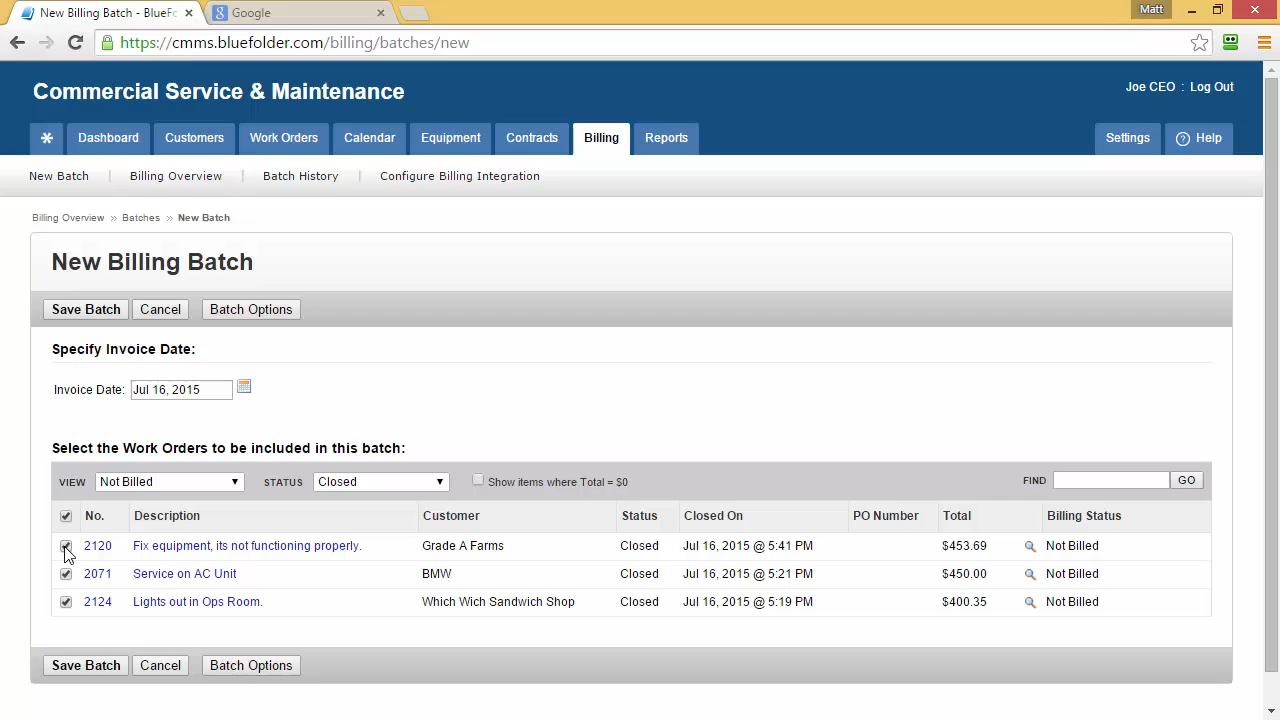 New Billing Batch - BlueFo
Google
Matt
https://cmms.bluefolder.com/billing/batches/new
Commercial Service & Maintenance
Joe CEO : Log Out
Dashboard Customers Work Orders Calendar Equipment Contracts Billing Reports Settings ? Help
New Batch | Billing Overview | Batch History | Configure Billing Integration
Billing Overview » Batches » New Batch
New Billing Batch
Save Batch Cancel Batch Options
Specify Invoice Date:
Invoice Date: Jul 16, 2015
Select the Work Orders to be included in this batch:
VIEW Not Billed STATUS Closed Show items where Total = $0 FIND GO
No. Description Customer Status Closed On PO Number Total Billing Status
2120 Fix equipment, its not functioning properly. Grade A Farms Closed Jul 16, 2015 @ 5:41 PM $453.69 Not Billed
2071 Service on AC Unit BMW Closed Jul 16, 2015 @ 5:21 PM $450.00 Not Billed
2124 Lights out in Ops Room. Which Wich Sandwich Shop Closed Jul 16, 2015 @ 5:19 PM $400.35 Not Billed
Save Batch Cancel Batch Options